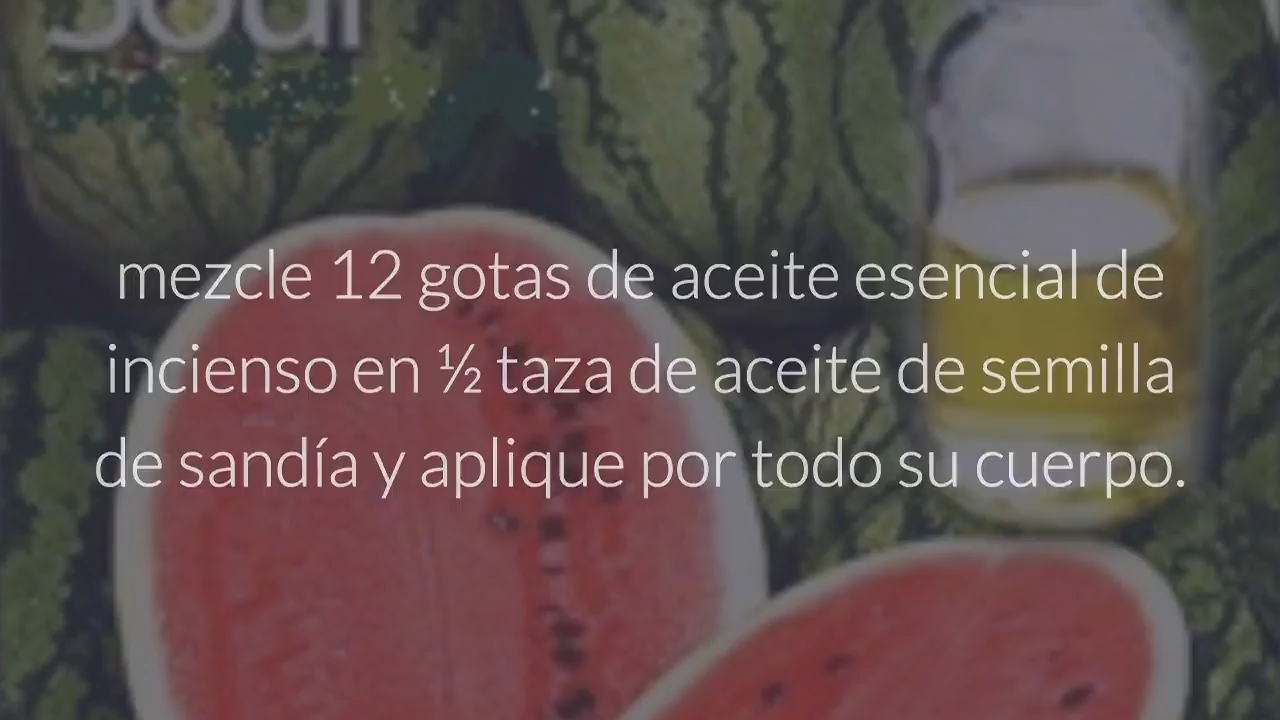 mezcle 12 gotas de aceite esencial de
incienso en ½ taza de aceite de semilla
de sandía y aplique por todo su cuerpo.